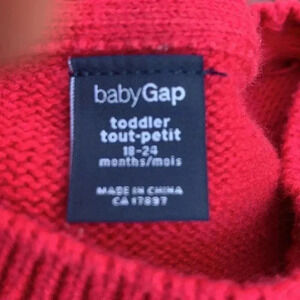 babyGap
toddler
tout-petit
18-24
months/mois
MADE IN CHINA
CA 17897